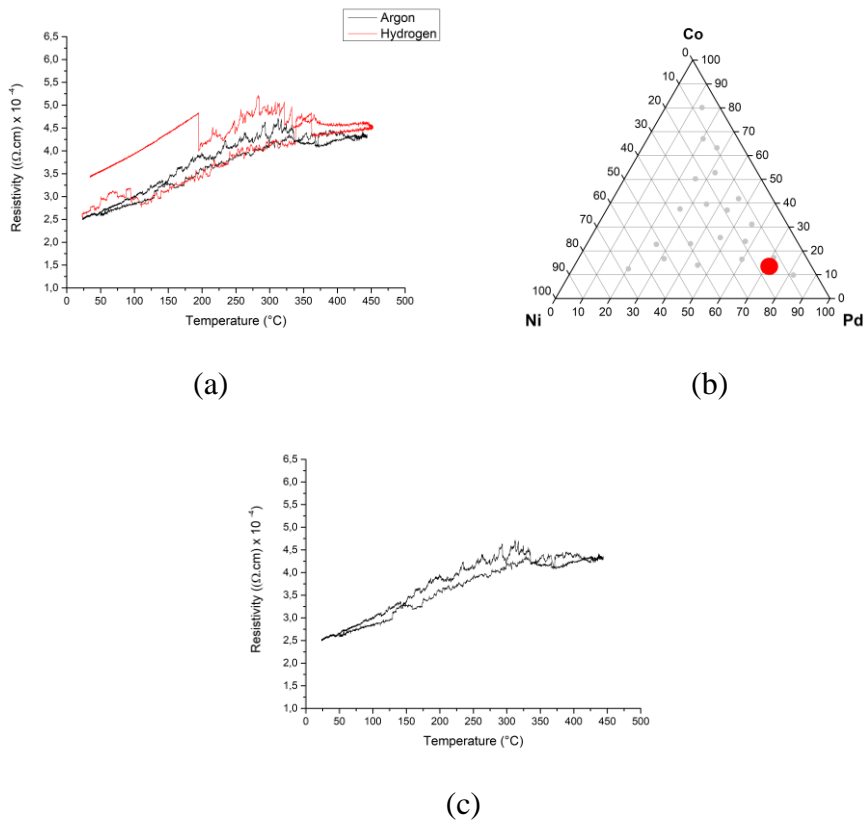 Argon
Hydrogen
6,5
6,0
5,5
5,0
4,5
4,0
3,5
3,0
2,5
2,0
1,5
1,0
Resistivity ((Ω.cm) x 10 -4)
0 50 100 150 200 250 300 350 400 450 500
Temperature (°C)
(a)
Co
0 100
10 90
20 80
30 70
40 60
50 50
60 40
70 30
80 20
90 10
100 0
Ni 0 10 20 30 40 50 60 70 80 90 100 Pd
(b)
6,5
6,0
5,5
5,0
4,5
4,0
3,5
3,0
2,5
2,0
1,5
1,0
Resistivity ((Ω.cm) x 10 -4)
0 50 100 150 200 250 300 350 400 450 500
Temperature (°C)
(c)